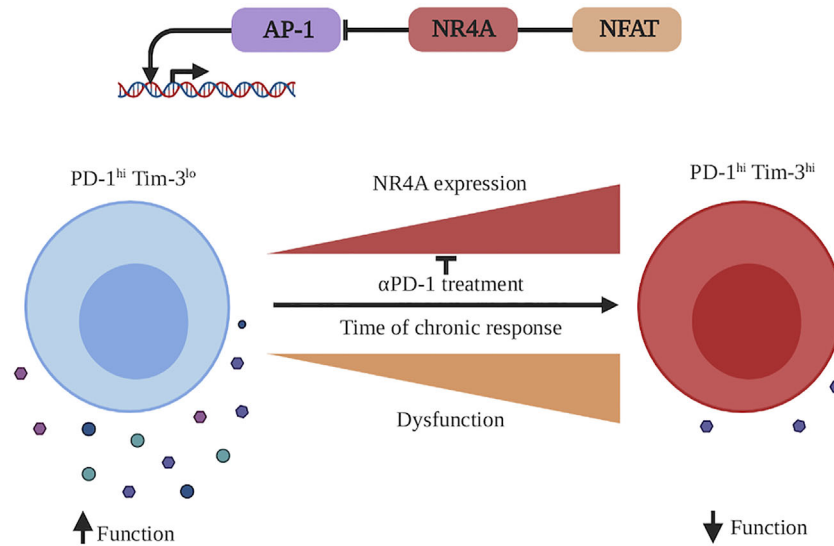 AP-1 NR4A NFAT
PD-1hi Tim-3lo
NR4A expression
PD-1hi Tim-3hi
αPD-1 treatment
Time of chronic response
Dysfunction
Function
Function